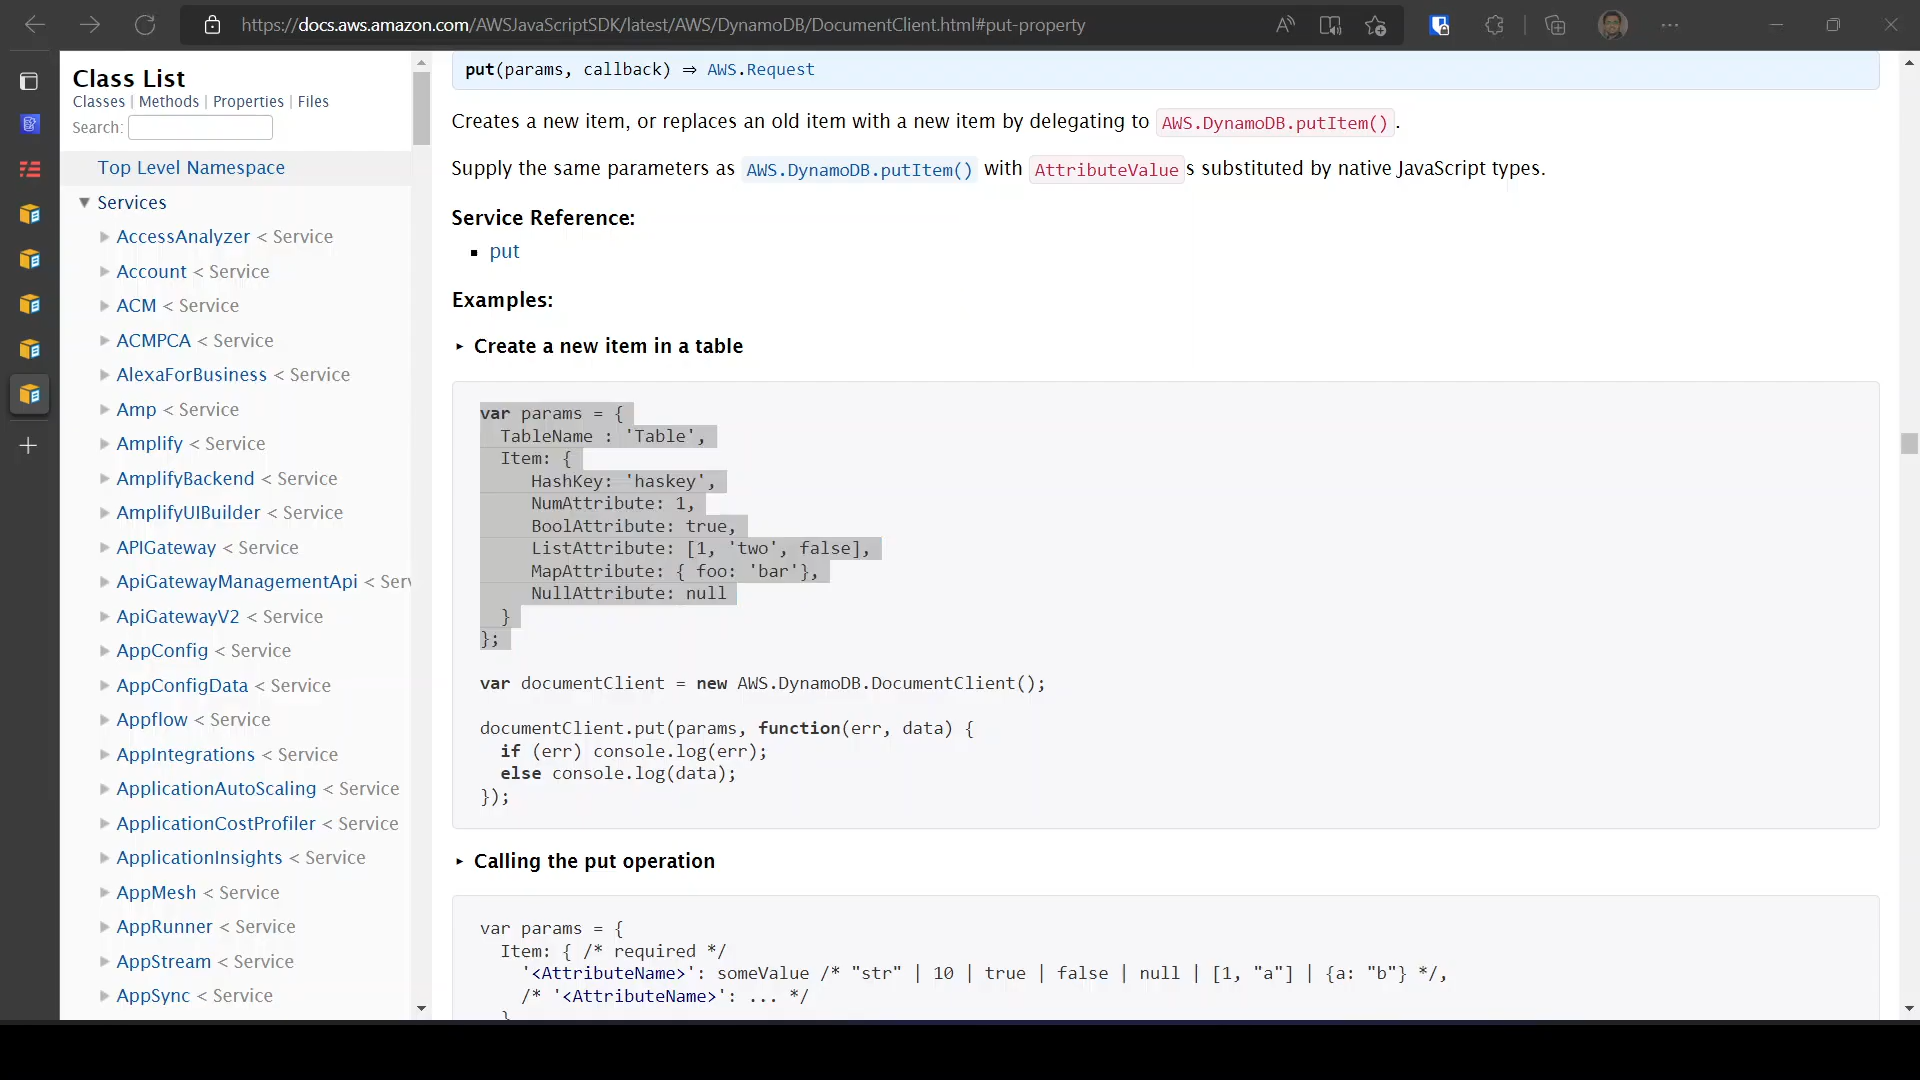 https://docs.aws.amazon.com/AWSJavaScriptSDK/latest/AWS/DynamoDB/DocumentClient.html#put-property
Class List
Classes | Methods | Properties | Files
Search:
Top Level Namespace
▼ Services
AccessAnalyzer < Service
Account < Service
ACM < Service
ACMPCA < Service
AlexaForBusiness < Service
Amp < Service
Amplify < Service
AmplifyBackend < Service
AmplifyUIBuilder < Service
APIGateway < Service
ApiGatewayManagementApi < Serv
ApiGatewayV2 < Service
AppConfig < Service
AppConfigData < Service
Appflow < Service
AppIntegrations < Service
ApplicationAutoScaling < Service
ApplicationCostProfiler < Service
ApplicationInsights < Service
AppMesh < Service
AppRunner < Service
AppStream < Service
AppSync < Service
put(params, callback) ⇒ AWS.Request
Creates a new item, or replaces an old item with a new item by delegating to AWS.DynamoDB.putItem().
Supply the same parameters as AWS.DynamoDB.putItem() with AttributeValues substituted by native JavaScript types.
Service Reference:
▪ put
Examples:
▸ Create a new item in a table
var params = {
  TableName : 'Table',
  Item: {
     HashKey: 'haskey',
     NumAttribute: 1,
     BoolAttribute: true,
     ListAttribute: [1, 'two', false],
     MapAttribute: { foo: 'bar'},
     NullAttribute: null
  }
};
var documentClient = new AWS.DynamoDB.DocumentClient();
documentClient.put(params, function(err, data) {
  if (err) console.log(err);
  else console.log(data);
});
▸ Calling the put operation
var params = {
  Item: { /* required */
    '<AttributeName>': someValue /* "str" | 10 | true | false | null | [1, "a"] | {a: "b"} */,
    /* '<AttributeName>': ... */
  }